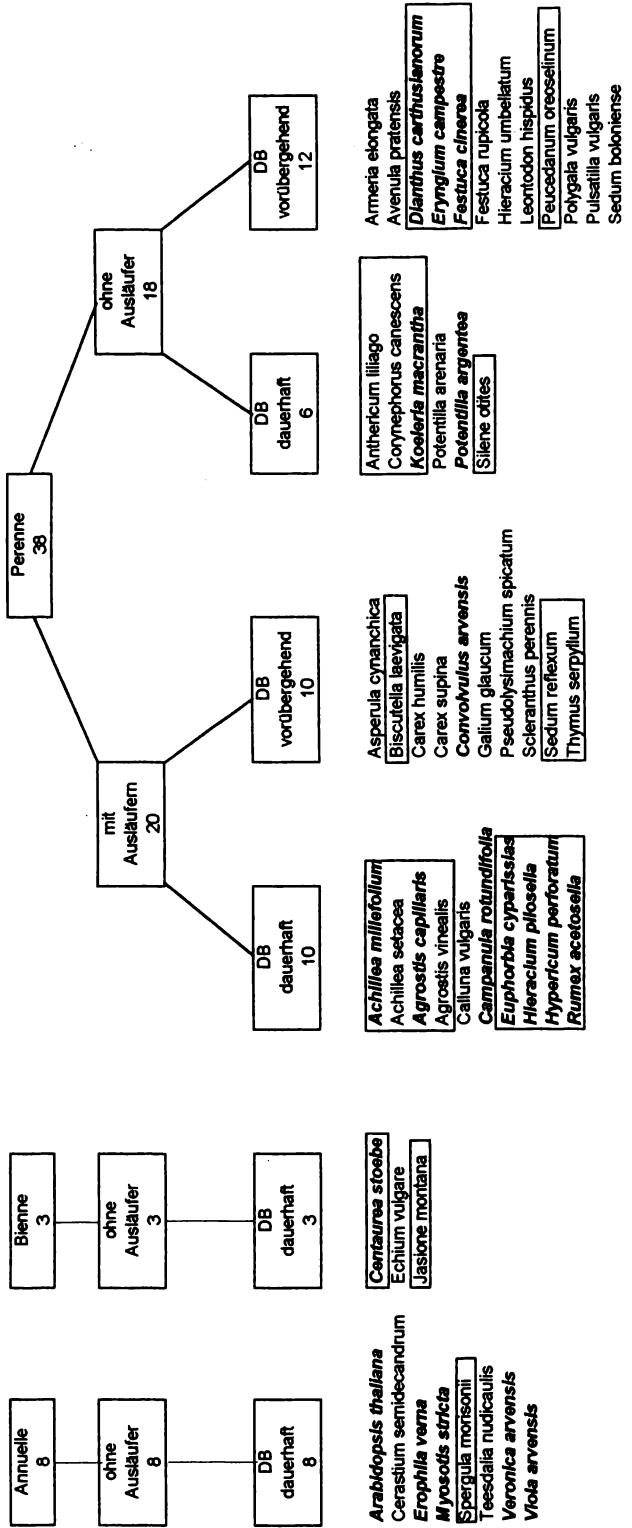 Annuelle
8
ohne
Ausläufer
8
DB
dauerhaft
8
Arabidopsis thaliana
Cerastium semidecandrum
Erophila verna
Myosotis stricta
Spergula morisonii
Teesdalia nudicaulis
Veronica arvensis
Viola arvensis
Bienne
3
ohne
Ausläufer
3
DB
dauerhaft
3
Centaurea stoebe
Echium vulgare
Jasione montana
Perenne
38
mit
Ausläufern
20
DB
dauerhaft
10
Achillea millefolium
Achillea setacea
Agrostis capillaris
Agrostis vinealis
Calluna vulgaris
Campanula rotundifolia
Euphorbia cyparissias
Hieracium pilosella
Hypericum perforatum
Rumex acetosella
DB
vorübergehend
10
Asperula cynanchica
Biscutella laevigata
Carex humilis
Carex supina
Convolvulus arvensis
Galium glaucum
Pseudolysimachium spicatum
Scleranthus perennis
Sedum reflexum
Thymus serpyllum
ohne
Ausläufer
18
DB
dauerhaft
6
Anthericum liliago
Corynephorus canescens
Koeleria macrantha
Potentilla arenaria
Potentilla argentea
Silene otites
DB
vorübergehend
12
Armeria elongata
Avenula pratensis
Dianthus carthusianorum
Eryngium campestre
Festuca cinerea
Festuca rupicola
Hieracium umbellatum
Leontodon hispidus
Peucedanum oreoselinum
Polygala vulgaris
Pulsatilla vulgaris
Sedum boloniense